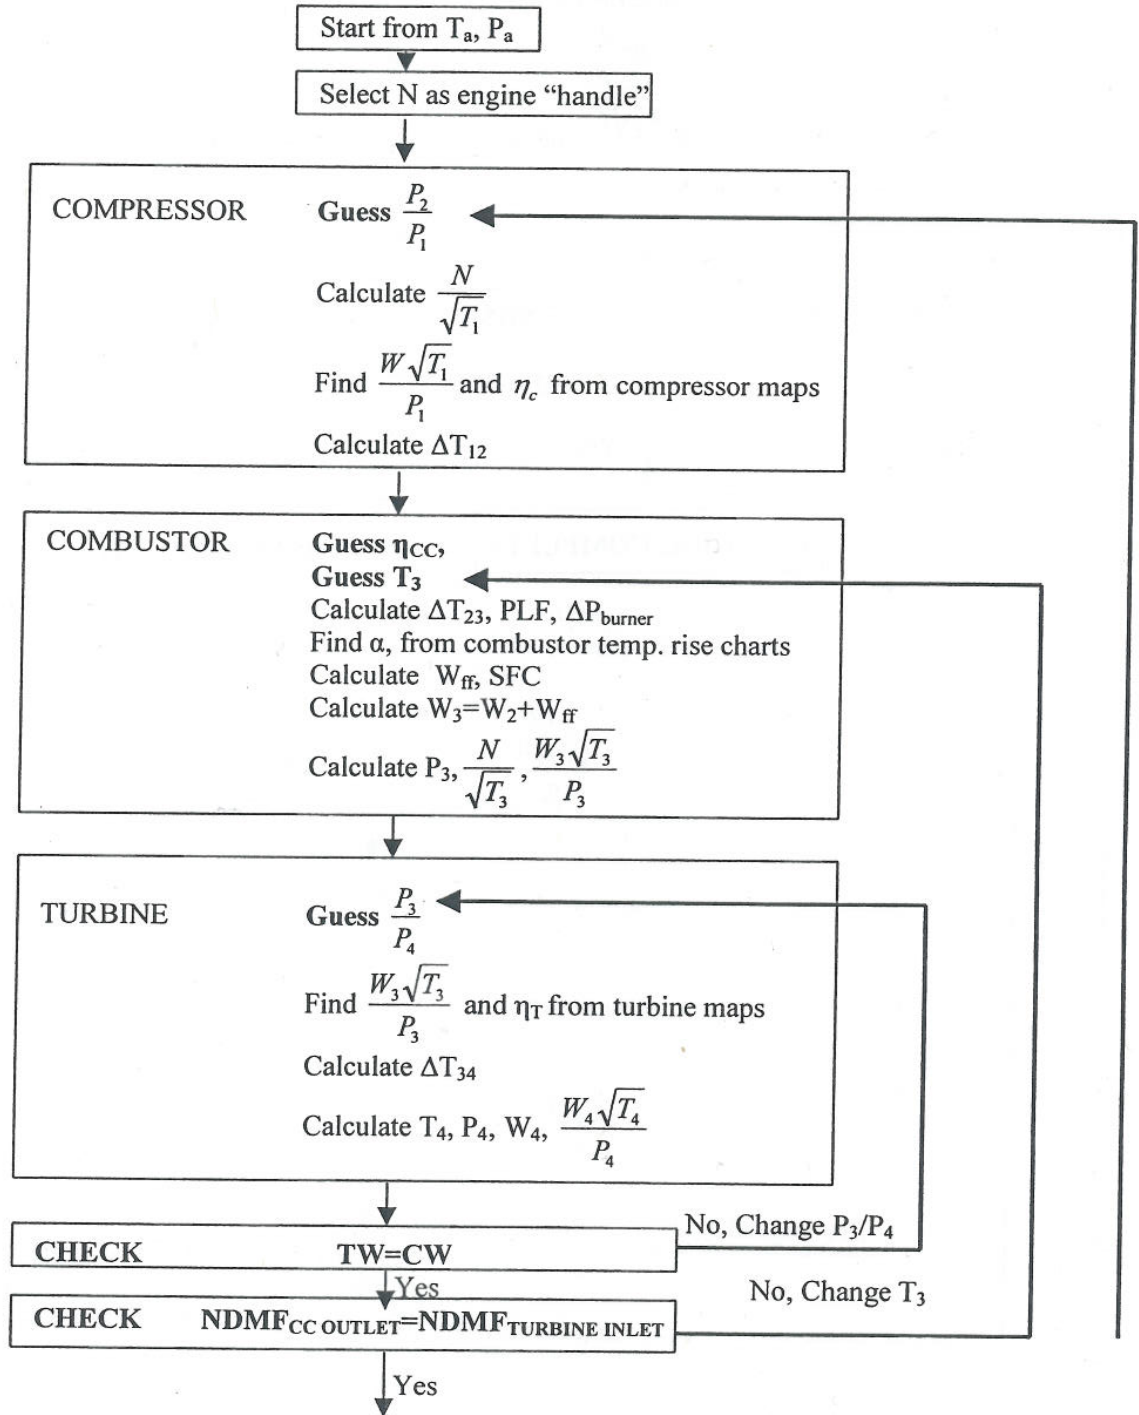 Start from Tₐ, Pₐ
Select N as engine “handle”
COMPRESSOR
Guess P₂/P₁
Calculate N/√T₁
Find W√T₁/P₁ and η_c from compressor maps
Calculate ΔT₁₂
COMBUSTOR
Guess η_CC,
Guess T₃
Calculate ΔT₂₃, PLF, ΔP_burner
Find α, from combustor temp. rise charts
Calculate W_ff, SFC
Calculate W₃=W₂+W_ff
Calculate P₃, N/√T₃, W₃√T₃/P₃
TURBINE
Guess P₃/P₄
Find W₃√T₃/P₃ and η_T from turbine maps
Calculate ΔT₃₄
Calculate T₄, P₄, W₄, W₄√T₄/P₄
No, Change P₃/P₄
CHECK TW=CW
Yes
No, Change T₃
CHECK NDMF_CC OUTLET=NDMF_TURBINE INLET
Yes